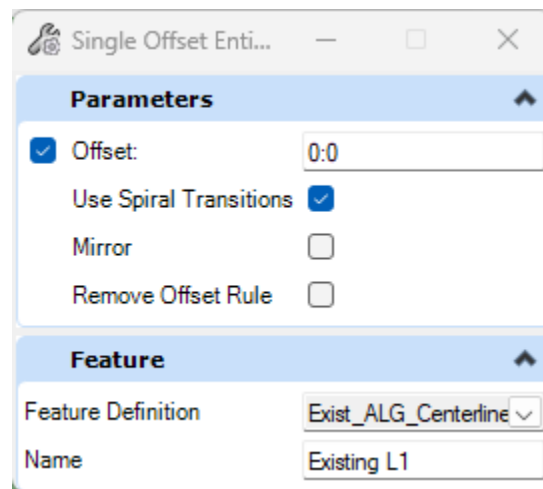 Single Offset Enti...
Parameters
Offset: 0:0
Use Spiral Transitions
Mirror
Remove Offset Rule
Feature
Feature Definition Exist_ALG_Centerline
Name Existing L1